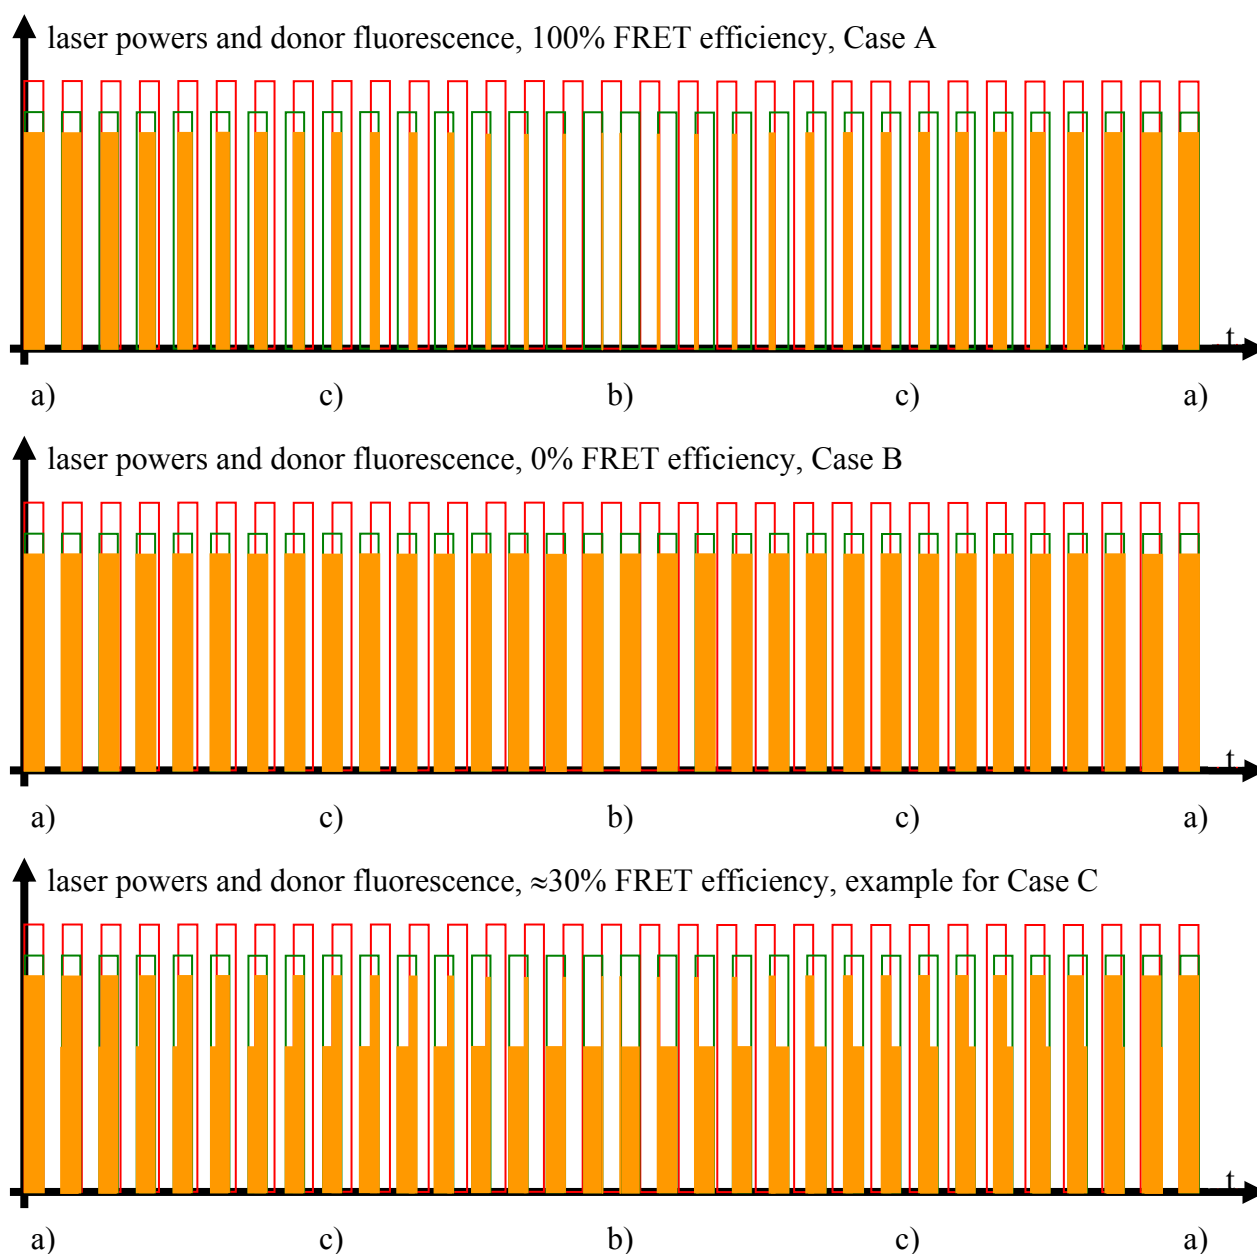 laser powers and donor fluorescence, 100% FRET efficiency, Case A
t
a) c) b) c) a)
laser powers and donor fluorescence, 0% FRET efficiency, Case B
t
a) c) b) c) a)
laser powers and donor fluorescence, ≈30% FRET efficiency, example for Case C
t
a) c) b) c) a)